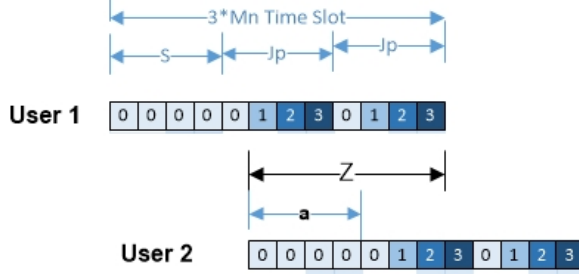 3*Mn Time Slot
S Jp Jp
User 1 0 0 0 0 0 1 2 3 0 1 2 3
Z
a
User 2 0 0 0 0 0 1 2 3 0 1 2 3